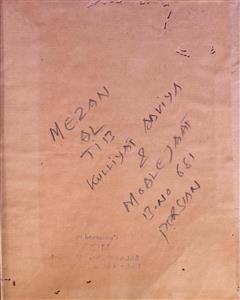 MEZAN
AL
TIB
KULLIYAT ADVIYA
&
MOALEJAAT
B.NO 661
PERSIAN